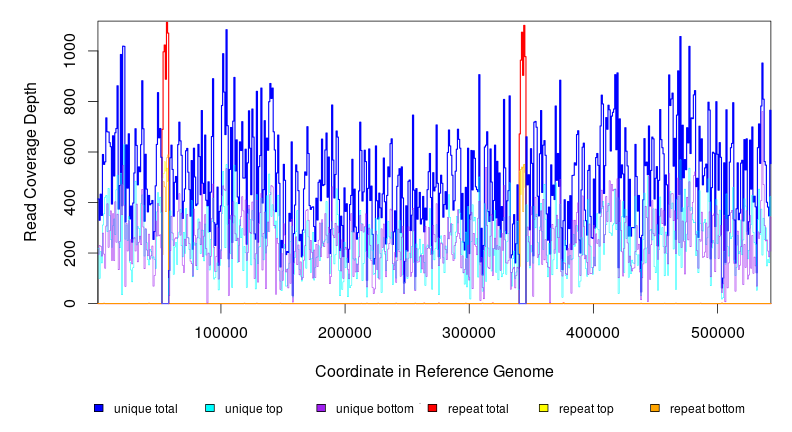 Read Coverage Depth
1000
800
600
400
200
0
100000 200000 300000 400000 500000
Coordinate in Reference Genome
unique total unique top unique bottom repeat total repeat top repeat bottom